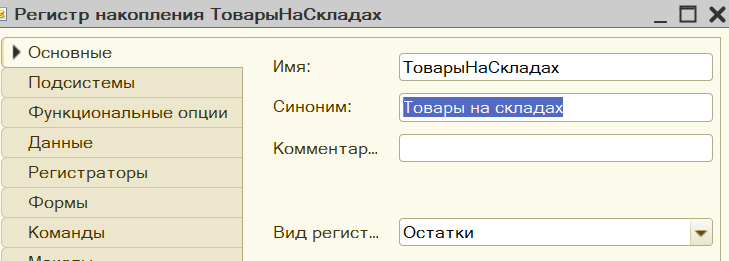 Регистр накопления ТоварыНаСкладах
Основные
Подсистемы
Функциональные опции
Данные
Регистраторы
Формы
Команды
Имя: ТоварыНаСкладах
Синоним: Товары на складах
Комментар...
Вид регист... Остатки